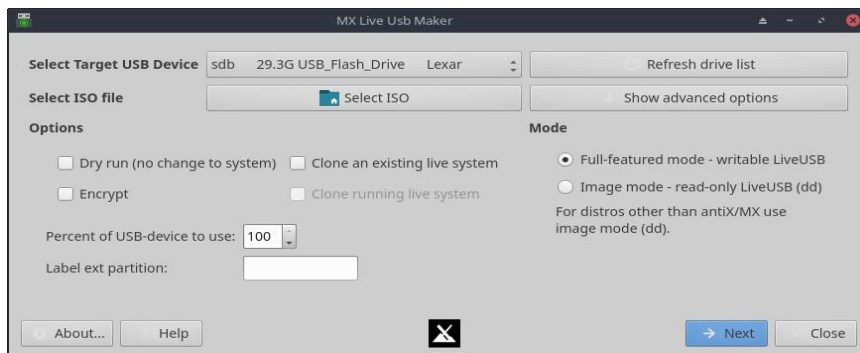 MX Live Usb Maker
Select Target USB Device sdb 29.3G USB_Flash_Drive Lexar Refresh drive list
Select ISO file Select ISO Show advanced options
Options Mode
Dry run (no change to system) Clone an existing live system Full-featured mode - writable LiveUSB
Encrypt Clone running live system Image mode - read-only LiveUSB (dd)
For distros other than antiX/MX use
image mode (dd).
Percent of USB-device to use: 100
Label ext partition:
About... Help Next Close